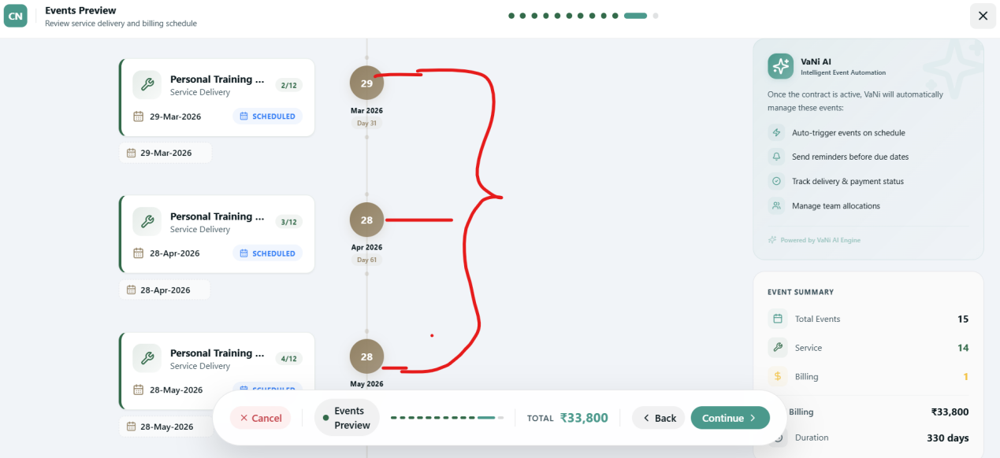 CN
Events Preview
Review service delivery and billing schedule
Personal Training ...
2/12
Service Delivery
29-Mar-2026
SCHEDULED
29-Mar-2026
29
Mar 2026
Day 31
Personal Training ...
3/12
Service Delivery
28-Apr-2026
SCHEDULED
28-Apr-2026
28
Apr 2026
Day 61
Personal Training ...
4/12
Service Delivery
28-May-2026
SCHEDULED
28-May-2026
28
May 2026
VaNi AI
Intelligent Event Automation
Once the contract is active, VaNi will automatically
manage these events:
Auto-trigger events on schedule
Send reminders before due dates
Track delivery & payment status
Manage team allocations
Powered by VaNi AI Engine
EVENT SUMMARY
Total Events 15
Service 14
Billing 1
Billing ₹33,800
Duration 330 days
Cancel
Events
Preview
TOTAL ₹33,800
Back
Continue